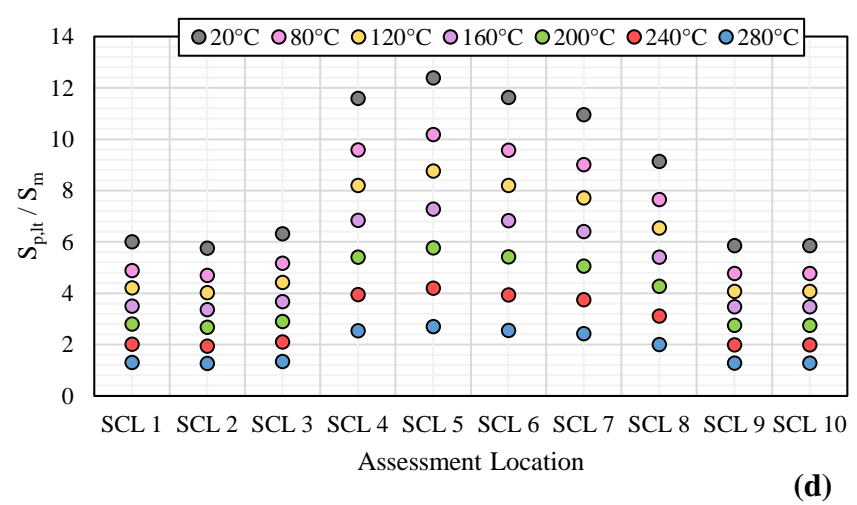 20°C 80°C 120°C 160°C 200°C 240°C 280°C
14
12
10
8
6
4
2
0
S_p,lt / S_m
SCL 1 SCL 2 SCL 3 SCL 4 SCL 5 SCL 6 SCL 7 SCL 8 SCL 9 SCL 10
Assessment Location
(d)